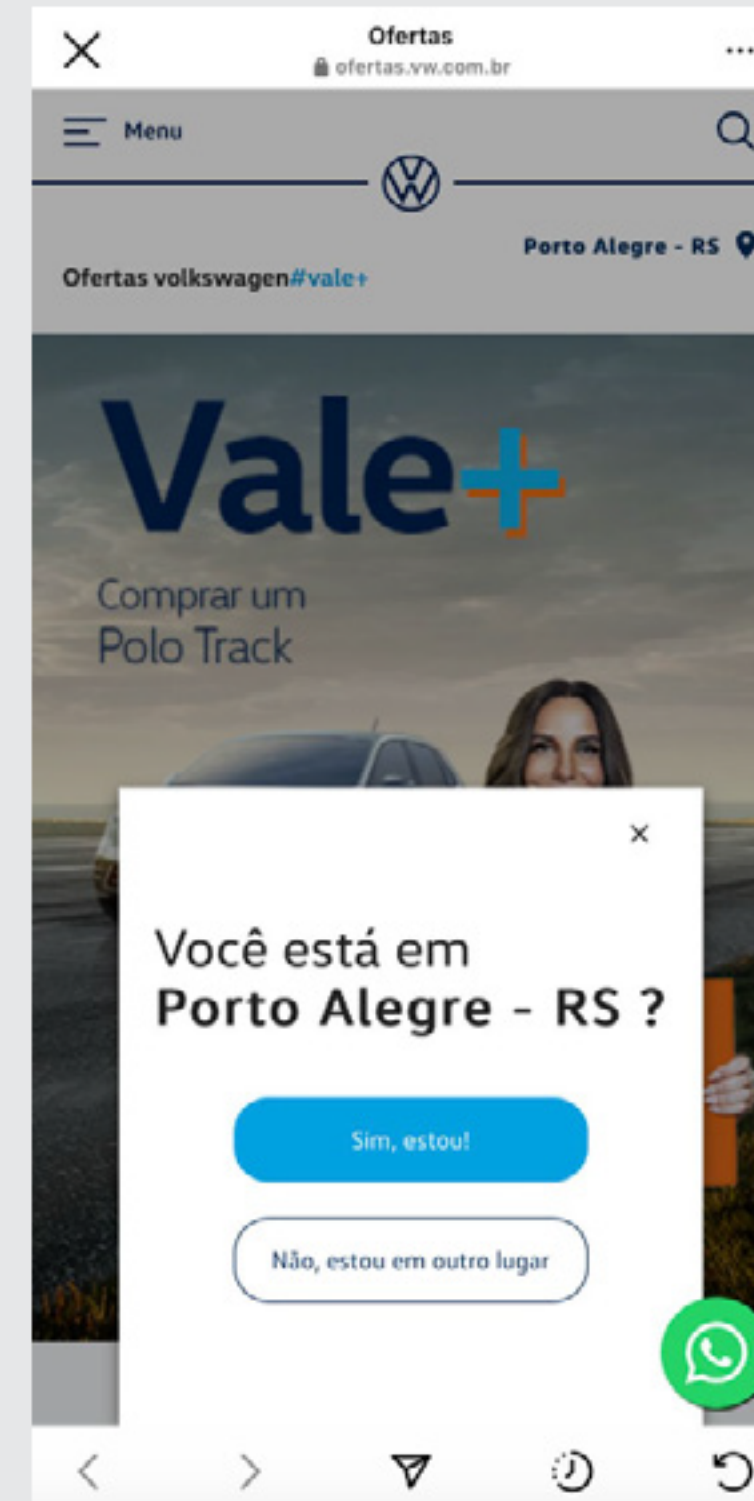 Ofertas
ofertas.vw.com.br
Menu
Porto Alegre - RS
Ofertas volkswagen#vale+
Vale+
Comprar um
Polo Track
Você está em
Porto Alegre - RS ?
Sim, estou!
Não, estou em outro lugar